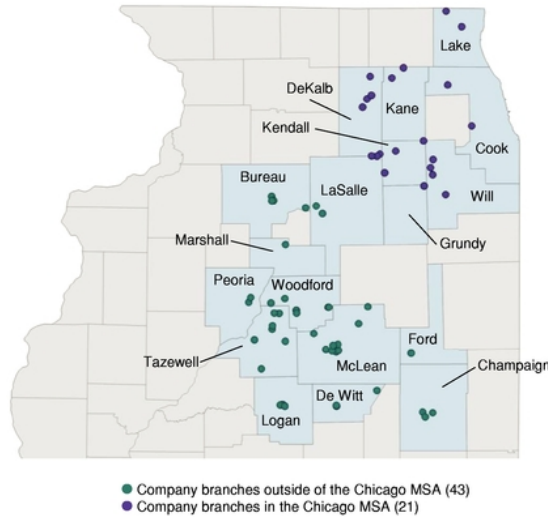 Lake
DeKalb
Kane
Kendall
Cook
Bureau
LaSalle
Will
Marshall
Grundy
Peoria
Woodford
Ford
Tazewell
McLean
Champaign
De Witt
Logan
Company branches outside of the Chicago MSA (43)
Company branches in the Chicago MSA (21)